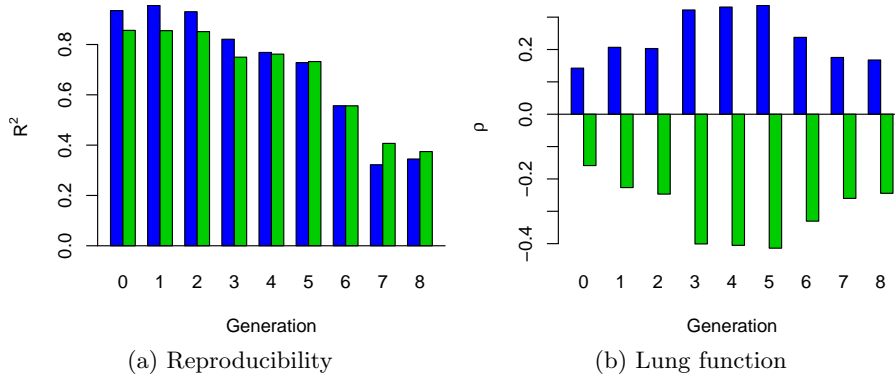 0.0 0.2 0.4 0.6 0.8
R²
0 1 2 3 4 5 6 7 8
Generation
(a) Reproducibility
−0.4 −0.2 0.0 0.2
ρ
0 1 2 3 4 5 6 7 8
Generation
(b) Lung function